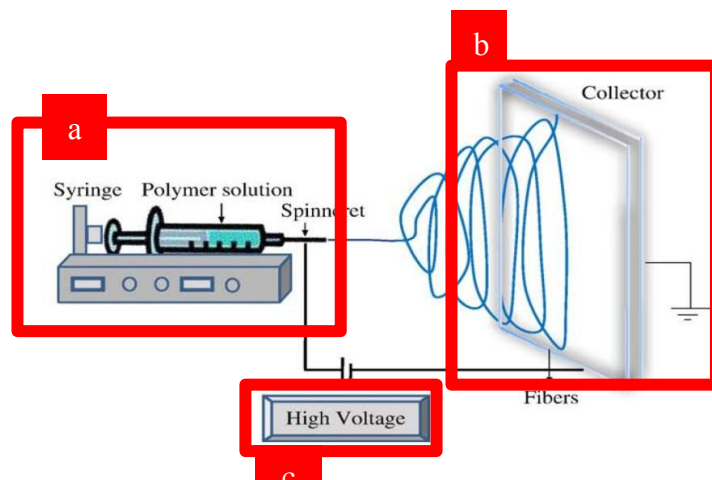 b
Collector
a
Syringe Polymer solution
Spinneret
Fibers
High Voltage
c